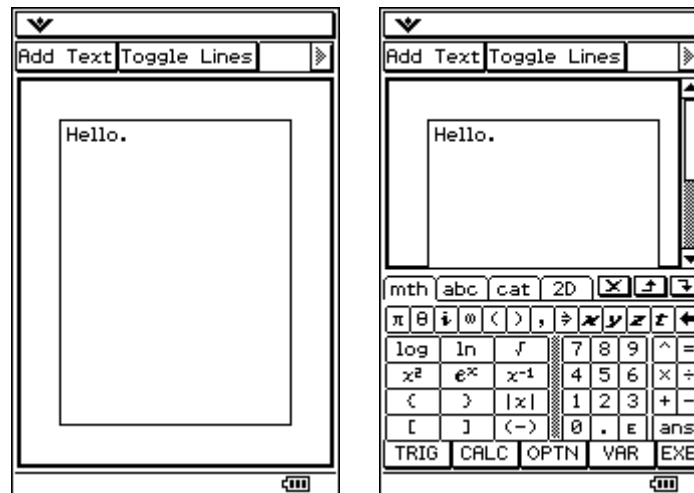 Add Text Toggle Lines
Hello.
Add Text Toggle Lines
Hello.
mth abc cat 2D
π θ i ∞ ( ) , ⇒ x y z t ←
log ln √ 7 8 9 ^ =
x² eˣ x⁻¹ 4 5 6 × ÷
( ) |x| 1 2 3 + −
[ ] (−) 0 . E ans
TRIG CALC OPTN VAR EXE